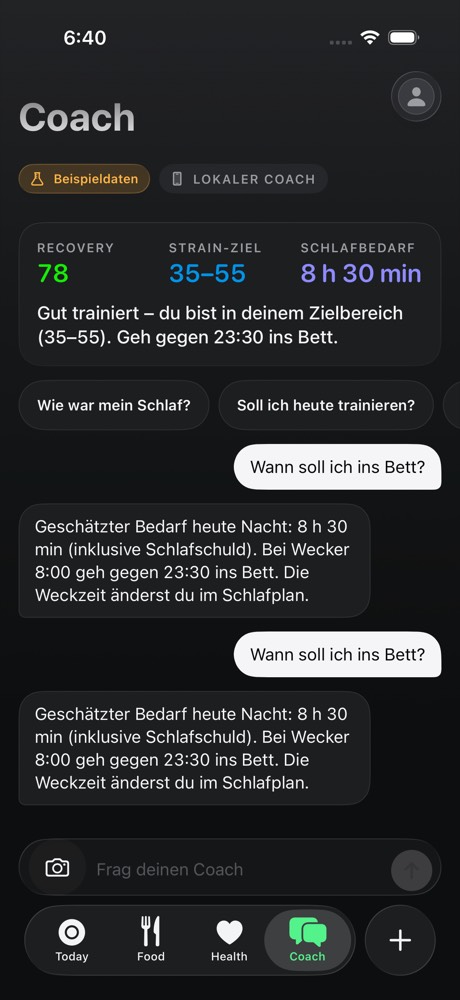 6:40
Coach
Beispieldaten
LOKALER COACH
RECOVERY STRAIN-ZIEL SCHLAFBEDARF
78 35–55 8 h 30 min
Gut trainiert – du bist in deinem Zielbereich
(35–55). Geh gegen 23:30 ins Bett.
Wie war mein Schlaf? Soll ich heute trainieren?
Wann soll ich ins Bett?
Geschätzter Bedarf heute Nacht: 8 h 30
min (inklusive Schlafschuld). Bei Wecker
8:00 geh gegen 23:30 ins Bett. Die
Weckzeit änderst du im Schlafplan.
Wann soll ich ins Bett?
Geschätzter Bedarf heute Nacht: 8 h 30
min (inklusive Schlafschuld). Bei Wecker
8:00 geh gegen 23:30 ins Bett. Die
Weckzeit änderst du im Schlafplan.
Frag deinen Coach
Today Food Health Coach